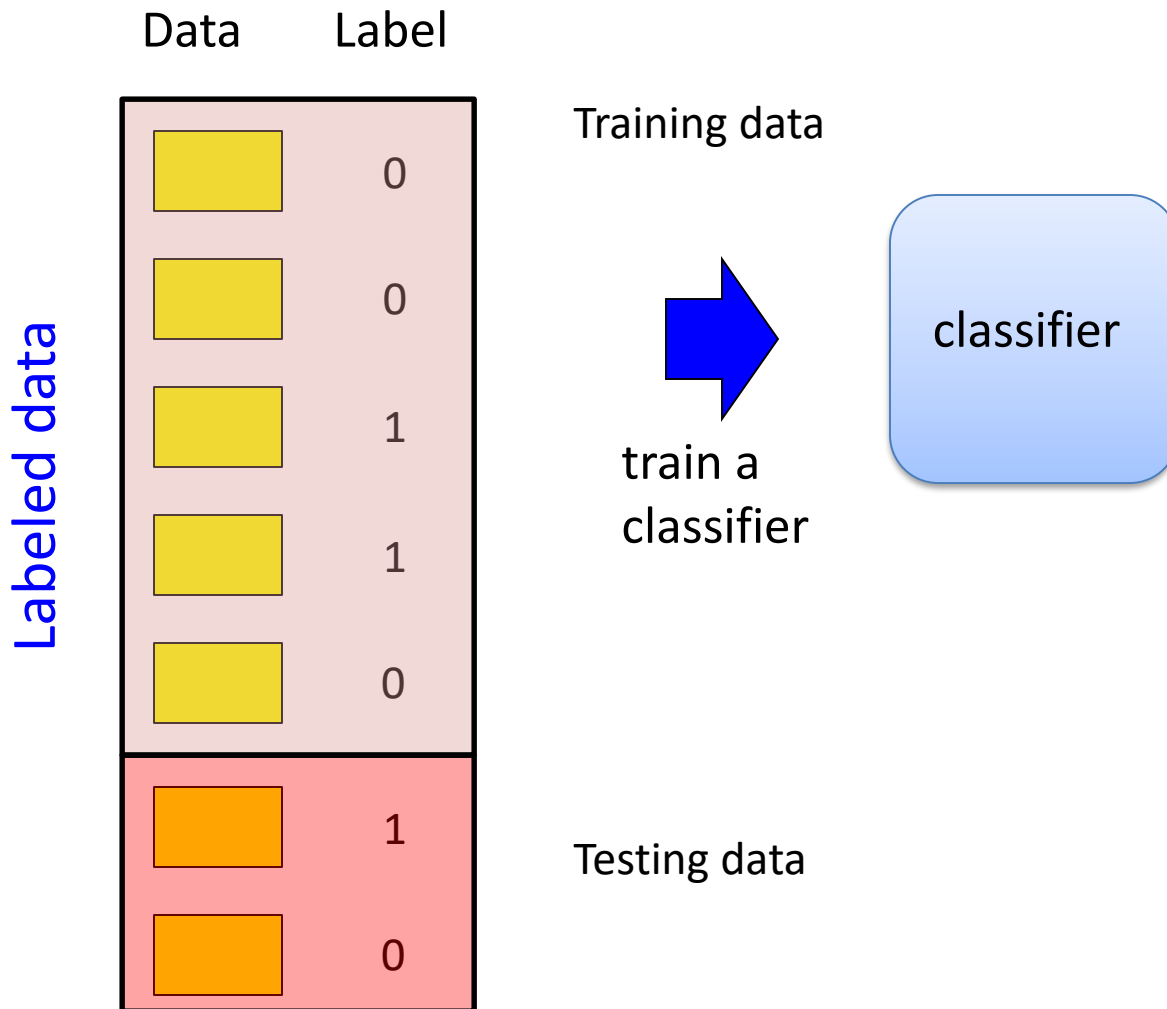 Data Label
Training data
0
0
1
1
0
Labeled data
train a
classifier
classifier
1
0
Testing data